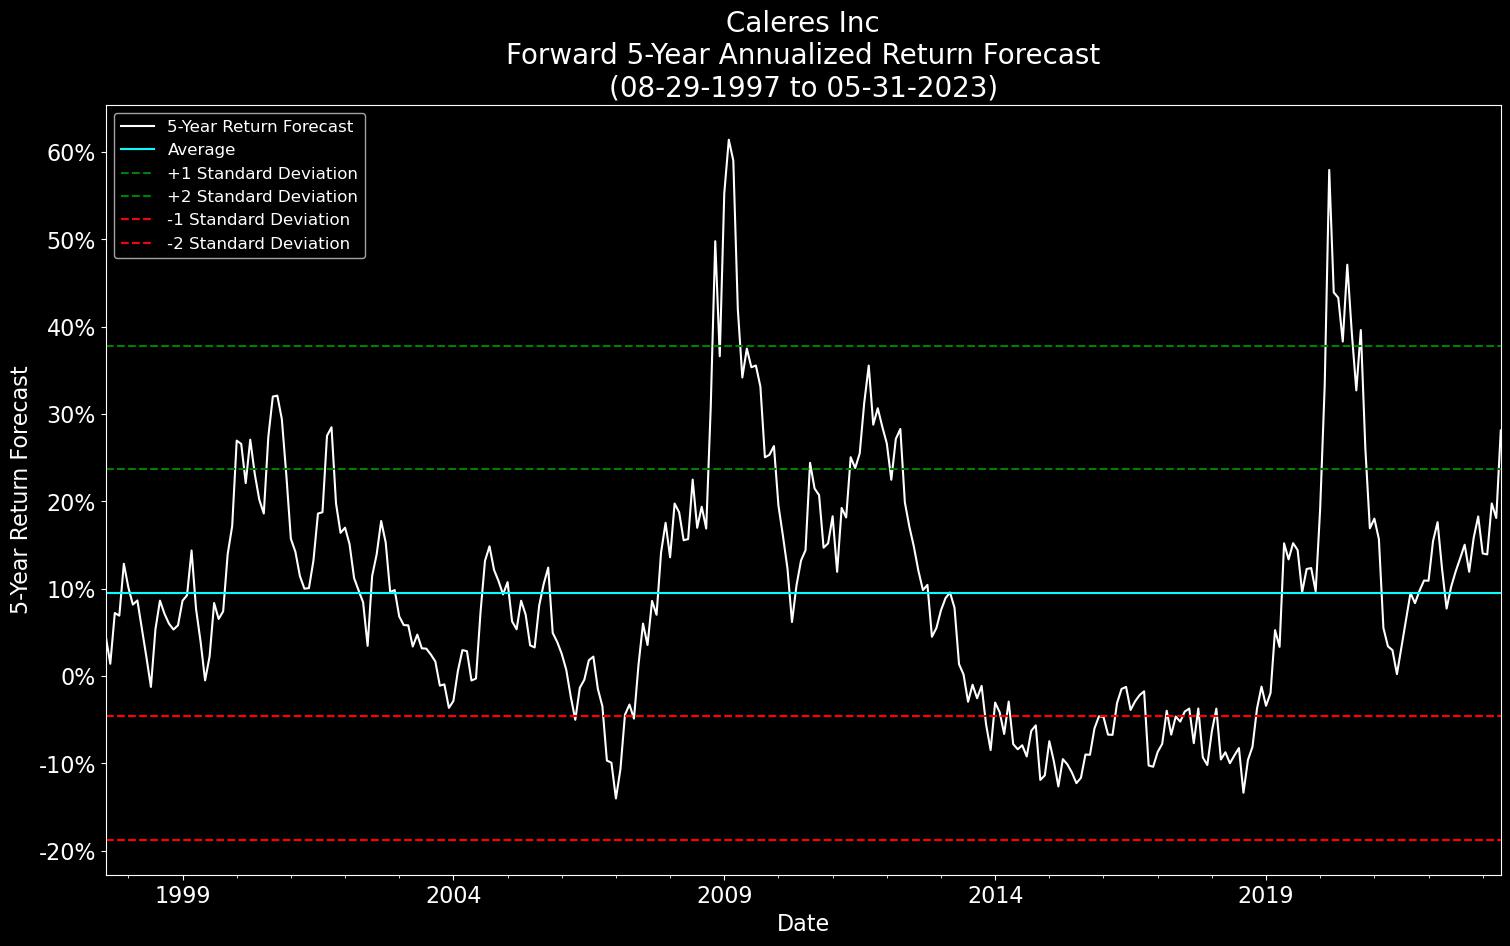 Caleres Inc
Forward 5-Year Annualized Return Forecast
(08-29-1997 to 05-31-2023)
5-Year Return Forecast
Average
+1 Standard Deviation
+2 Standard Deviation
-1 Standard Deviation
-2 Standard Deviation
60%
50%
40%
30%
20%
10%
0%
-10%
-20%
5-Year Return Forecast
1999 2004 2009 2014 2019
Date